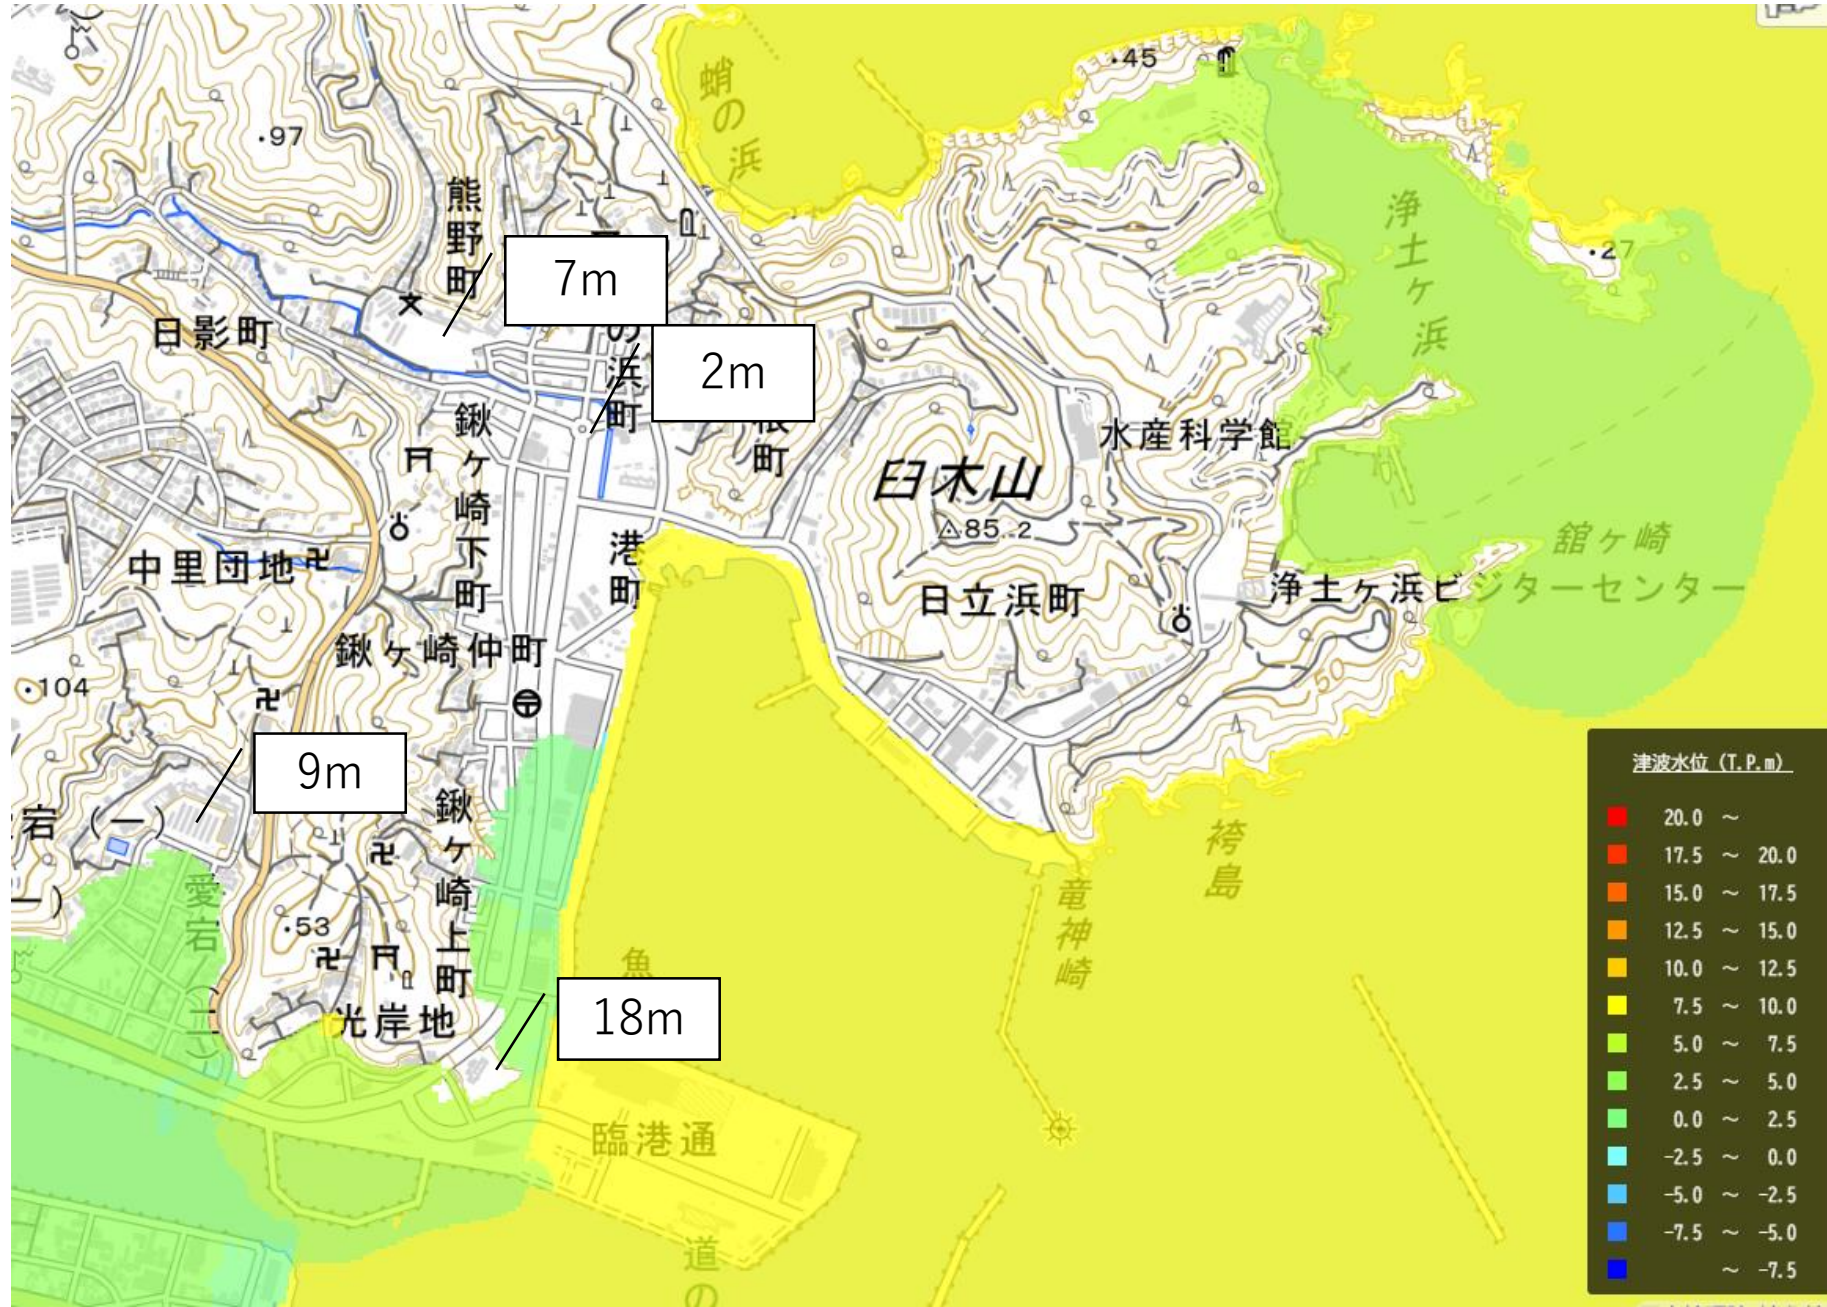 ・45
蛸の浜
・97
熊野町
浄土ヶ浜
・27
7m
日影町
の浜町
2m
鍬ヶ崎下町
町
水産科学館
臼木山
85.2
舘ヶ崎
港町
中里団地
日立浜町
浄土ヶ浜ビジターセンター
鍬ヶ崎仲町
・104
50
9m
鍬ヶ崎上町
宕(一)
袴島
愛宕(二)
・53
竜神崎
魚
18m
光岸地
臨港通
道の
津波水位 (T.P.m)
20.0 ～
17.5 ～ 20.0
15.0 ～ 17.5
12.5 ～ 15.0
10.0 ～ 12.5
7.5 ～ 10.0
5.0 ～ 7.5
2.5 ～ 5.0
0.0 ～ 2.5
-2.5 ～ 0.0
-5.0 ～ -2.5
-7.5 ～ -5.0
～ -7.5